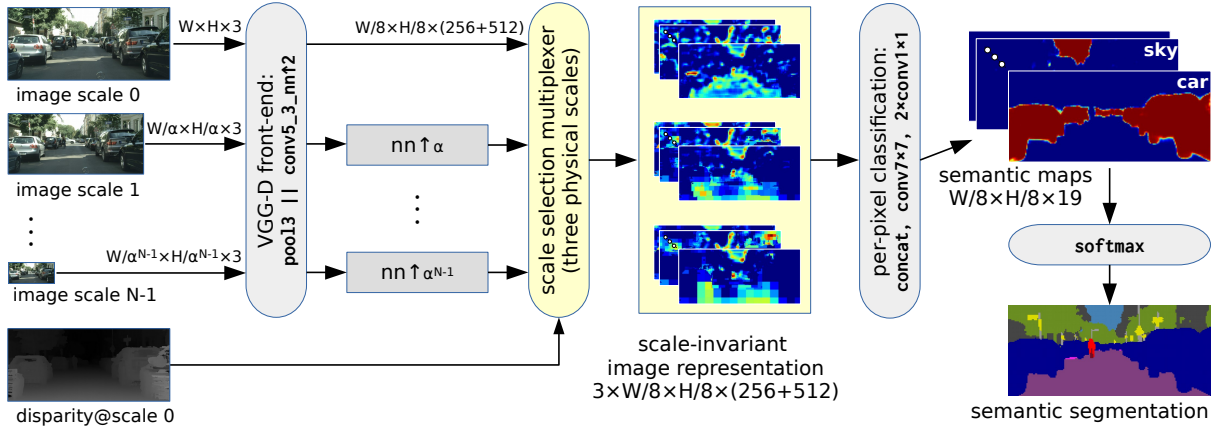 W×H×3
image scale 0
W/α×H/α×3
image scale 1
W/αᴺ⁻¹×H/αᴺ⁻¹×3
image scale N-1
disparity@scale 0
VGG-D front-end:
pool3 || conv5_3_nn↑2
W/8×H/8×(256+512)
nn↑α
nn↑αᴺ⁻¹
scale selection multiplexer
(three physical scales)
scale-invariant
image representation
3×W/8×H/8×(256+512)
per-pixel classification:
concat, conv7×7, 2×conv1×1
sky
car
semantic maps
W/8×H/8×19
softmax
semantic segmentation